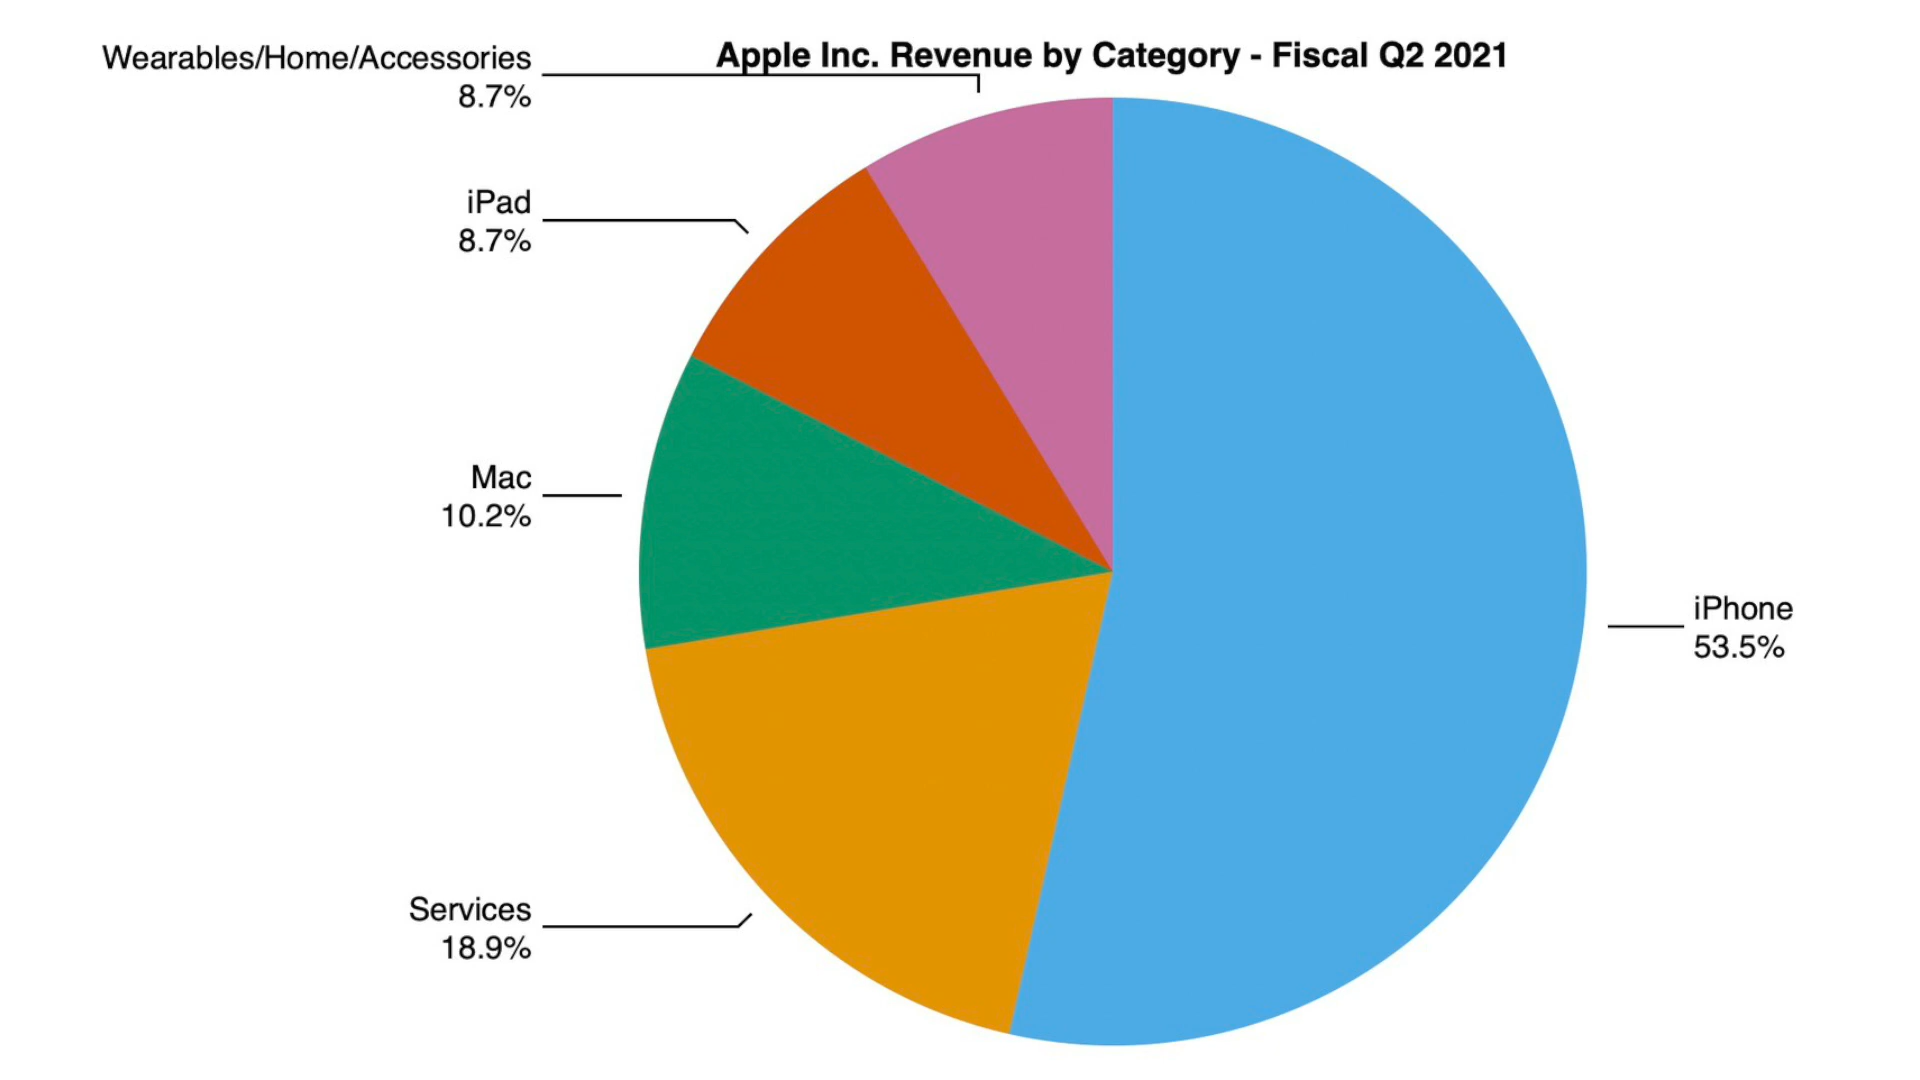 Apple Inc. Revenue by Category - Fiscal Q2 2021
Wearables/Home/Accessories
8.7%
iPad
8.7%
Mac
10.2%
Services
18.9%
iPhone
53.5%